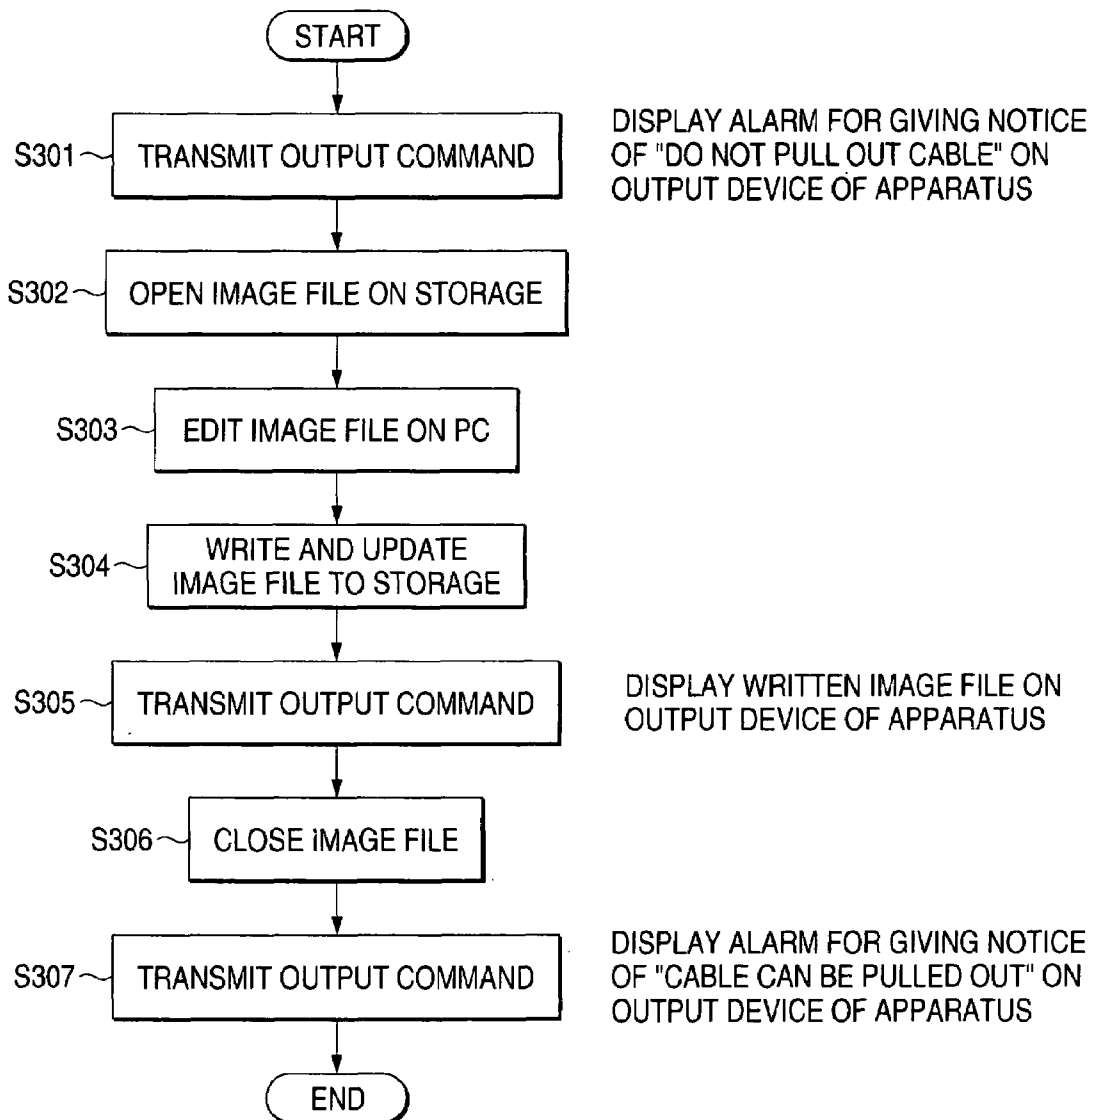 START
S301
TRANSMIT OUTPUT COMMAND
DISPLAY ALARM FOR GIVING NOTICE
OF "DO NOT PULL OUT CABLE" ON
OUTPUT DEVICE OF APPARATUS
S302
OPEN IMAGE FILE ON STORAGE
S303
EDIT IMAGE FILE ON PC
S304
WRITE AND UPDATE
IMAGE FILE TO STORAGE
S305
TRANSMIT OUTPUT COMMAND
DISPLAY WRITTEN IMAGE FILE ON
OUTPUT DEVICE OF APPARATUS
S306
CLOSE IMAGE FILE
S307
TRANSMIT OUTPUT COMMAND
DISPLAY ALARM FOR GIVING NOTICE
OF "CABLE CAN BE PULLED OUT" ON
OUTPUT DEVICE OF APPARATUS
END